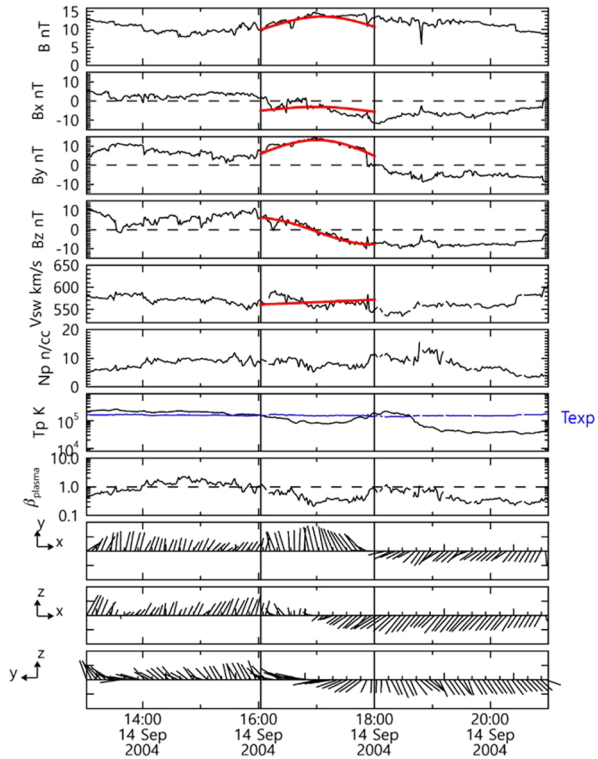 15
10
5
0
B nT
10
0
-10
Bx nT
10
0
-10
By nT
10
0
-10
Bz nT
650
600
550
Vsw km/s
20
10
0
Np n/cc
10⁵
10⁴
Tp K
Texp
10.0
1.0
0.1
βplasma
y
x
z
x
z
y
14:00 16:00 18:00 20:00
14 Sep 14 Sep 14 Sep 14 Sep
2004 2004 2004 2004